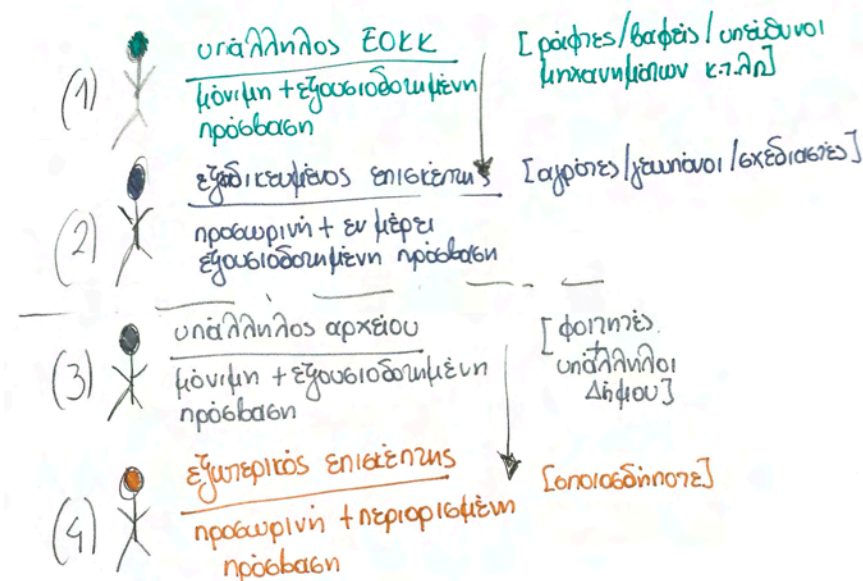 (1) υπάλληλος ΕΟΚΚ [ράφτες/βαφείς/υπεύθυνοι
μόνιμη + εξουσιοδοτημένη μηχανημάτων κ.τ.λπ]
πρόσβαση
(2) εξειδικευμένος επισκέπτης [αγρότες/γεωπόνοι/σχεδιαστές]
προσωρινή + εν μέρει
εξουσιοδοτημένη πρόσβαση
(3) υπάλληλος αρχείου [φοιτητές
μόνιμη + εξουσιοδοτημένη + υπάλληλοι
πρόσβαση Δήμου]
(4) εξωτερικός επισκέπτης [οποιοσδήποτε]
προσωρινή + περιορισμένη
πρόσβαση